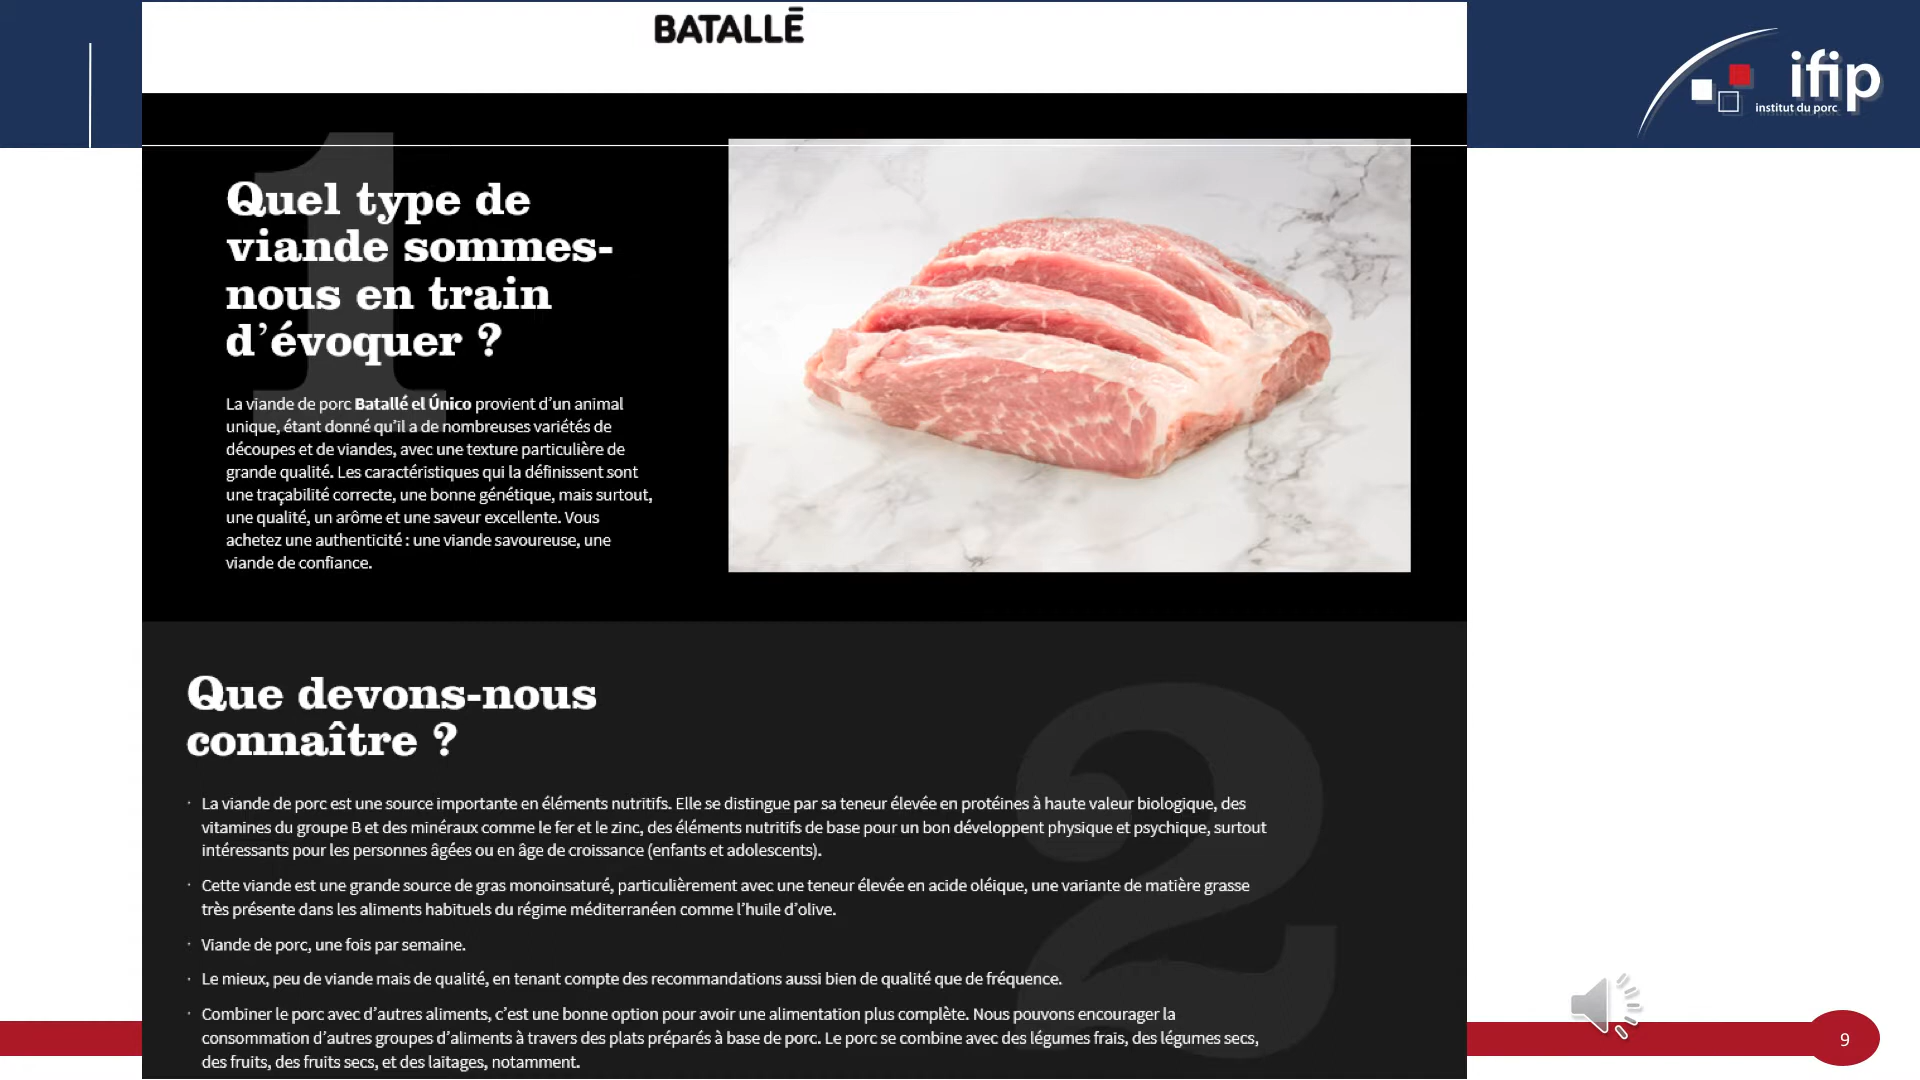 BATALLĒ
ifip
institut du porc
1
Quel type de
viande sommes-
nous en train
d’évoquer ?
La viande de porc Batallé el Único provient d’un animal
unique, étant donné qu’il a de nombreuses variétés de
découpes et de viandes, avec une texture particulière de
grande qualité. Les caractéristiques qui la définissent sont
une traçabilité correcte, une bonne génétique, mais surtout,
une qualité, un arôme et une saveur excellente. Vous
achetez une authenticité : une viande savoureuse, une
viande de confiance.
2
Que devons-nous
connaître ?
· La viande de porc est une source importante en éléments nutritifs. Elle se distingue par sa teneur élevée en protéines à haute valeur biologique, des
vitamines du groupe B et des minéraux comme le fer et le zinc, des éléments nutritifs de base pour un bon développent physique et psychique, surtout
intéressants pour les personnes âgées ou en âge de croissance (enfants et adolescents).
· Cette viande est une grande source de gras monoinsaturé, particulièrement avec une teneur élevée en acide oléique, une variante de matière grasse
très présente dans les aliments habituels du régime méditerranéen comme l’huile d’olive.
· Viande de porc, une fois par semaine.
· Le mieux, peu de viande mais de qualité, en tenant compte des recommandations aussi bien de qualité que de fréquence.
· Combiner le porc avec d’autres aliments, c’est une bonne option pour avoir une alimentation plus complète. Nous pouvons encourager la
consommation d’autres groupes d’aliments à travers des plats préparés à base de porc. Le porc se combine avec des légumes frais, des légumes secs,
des fruits, des fruits secs, et des laitages, notamment.
9